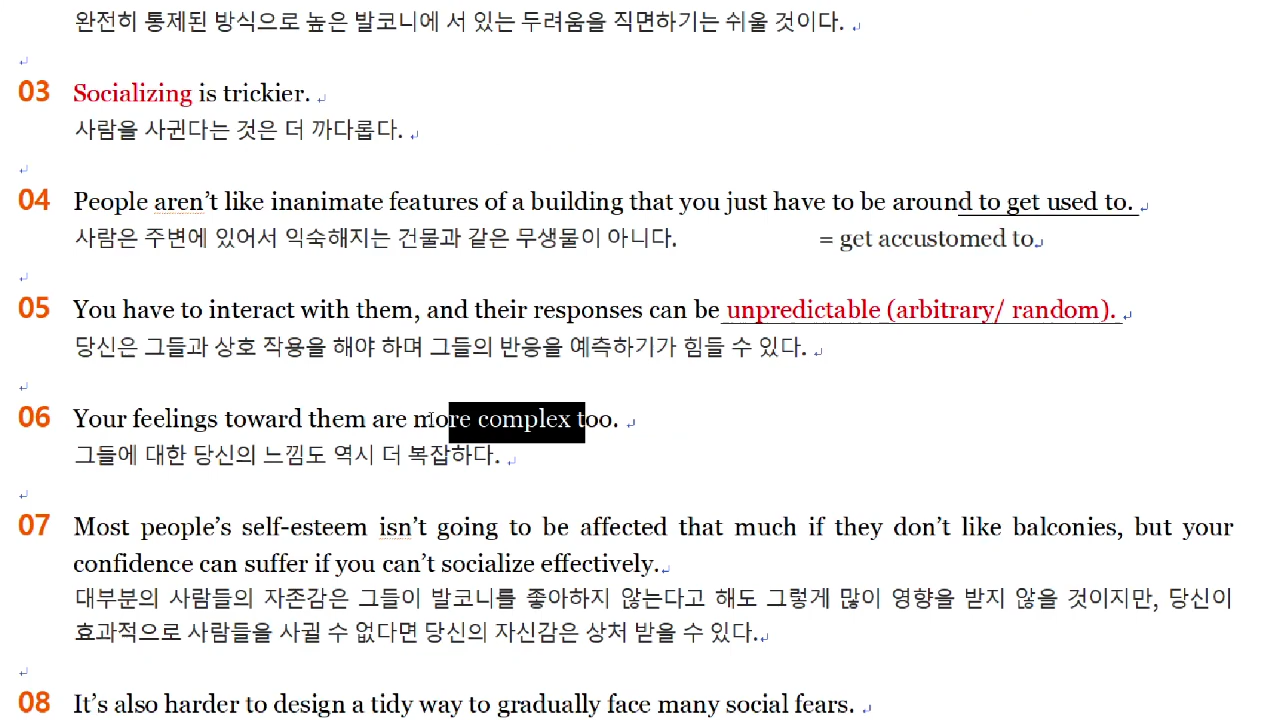 완전히 통제된 방식으로 높은 발코니에 서 있는 두려움을 직면하기는 쉬울 것이다.
03 Socializing is trickier.
사람을 사귄다는 것은 더 까다롭다.
04 People aren’t like inanimate features of a building that you just have to be around to get used to.
사람은 주변에 있어서 익숙해지는 건물과 같은 무생물이 아니다. = get accustomed to
05 You have to interact with them, and their responses can be unpredictable (arbitrary/ random).
당신은 그들과 상호 작용을 해야 하며 그들의 반응을 예측하기가 힘들 수 있다.
06 Your feelings toward them are more complex too.
그들에 대한 당신의 느낌도 역시 더 복잡하다.
07 Most people’s self-esteem isn’t going to be affected that much if they don’t like balconies, but your
confidence can suffer if you can’t socialize effectively.
대부분의 사람들의 자존감은 그들이 발코니를 좋아하지 않는다고 해도 그렇게 많이 영향을 받지 않을 것이지만, 당신이
효과적으로 사람들을 사귈 수 없다면 당신의 자신감은 상처 받을 수 있다.
08 It’s also harder to design a tidy way to gradually face many social fears.